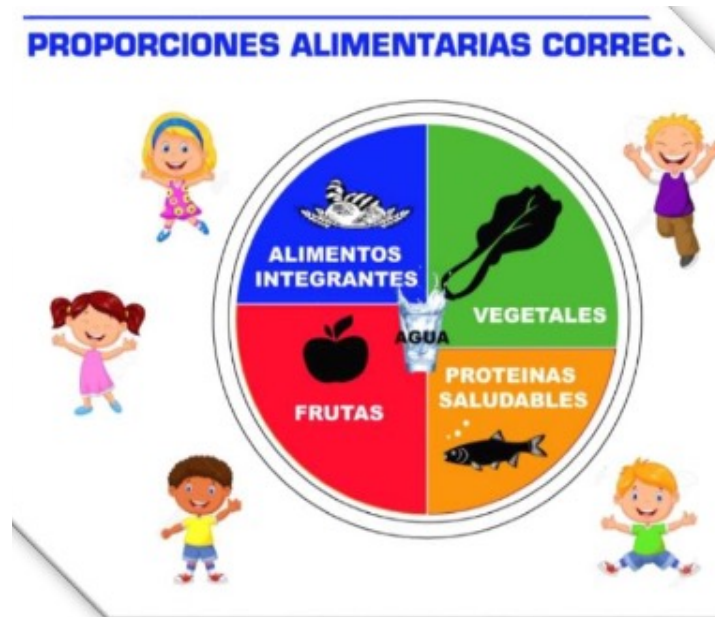 PROPORCIONES ALIMENTARIAS
ALIMENTOS
INTEGRANTES
VEGETALES
AGUA
FRUTAS
PROTEINAS
SALUDABLES